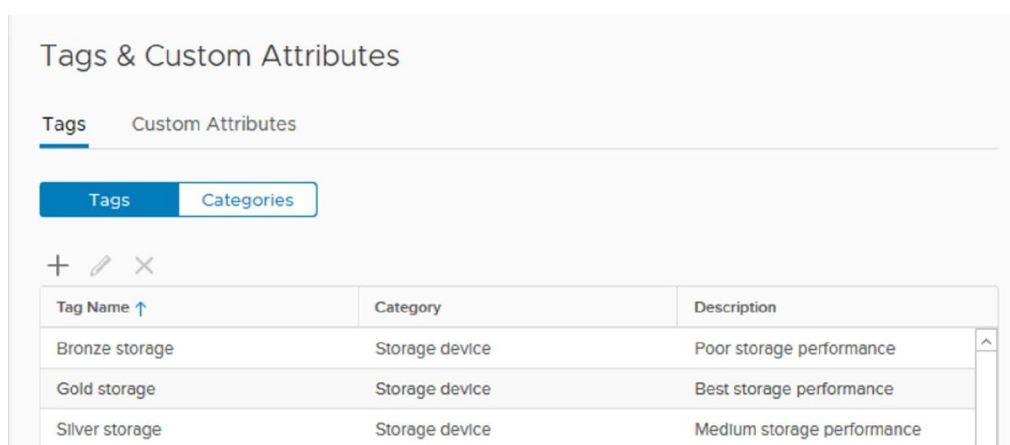 Tags & Custom Attributes
Tags Custom Attributes
Tags Categories
Tag Name Category Description
Bronze storage Storage device Poor storage performance
Gold storage Storage device Best storage performance
Silver storage Storage device Medium storage performance